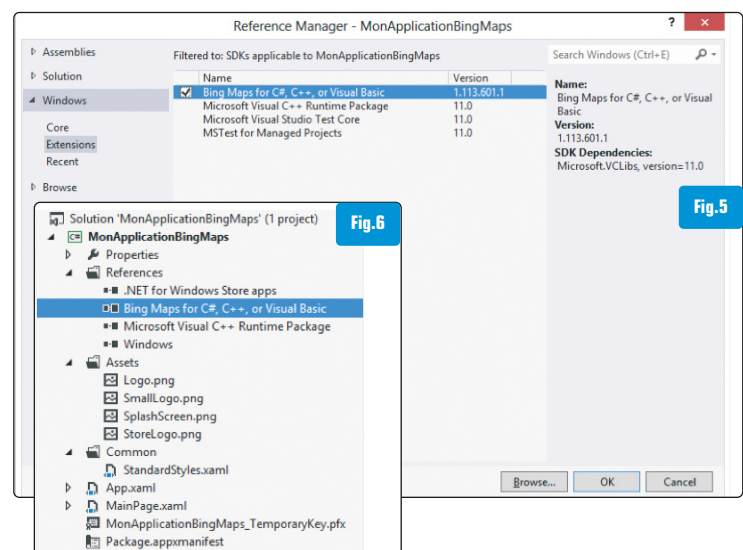 Reference Manager - MonApplicationBingMaps
?
Assemblies
Solution
Windows
Core
Extensions
Recent
Browse
Filtered to: SDKs applicable to MonApplicationBingMaps
Name Version
Bing Maps for C#, C++, or Visual Basic 1.113.601.1
Microsoft Visual C++ Runtime Package 11.0
Microsoft Visual Studio Test Core 11.0
MSTest for Managed Projects 11.0
Search Windows (Ctrl+E)
Name:
Bing Maps for C#, C++, or Visual
Basic
Version:
1.113.601.1
SDK Dependencies:
Microsoft.VCLibs, version=11.0
Fig.5
Browse... OK Cancel
Fig.6
Solution 'MonApplicationBingMaps' (1 project)
C# MonApplicationBingMaps
Properties
References
.NET for Windows Store apps
Bing Maps for C#, C++, or Visual Basic
Microsoft Visual C++ Runtime Package
Windows
Assets
Logo.png
SmallLogo.png
SplashScreen.png
StoreLogo.png
Common
StandardStyles.xaml
App.xaml
MainPage.xaml
MonApplicationBingMaps_TemporaryKey.pfx
Package.appxmanifest